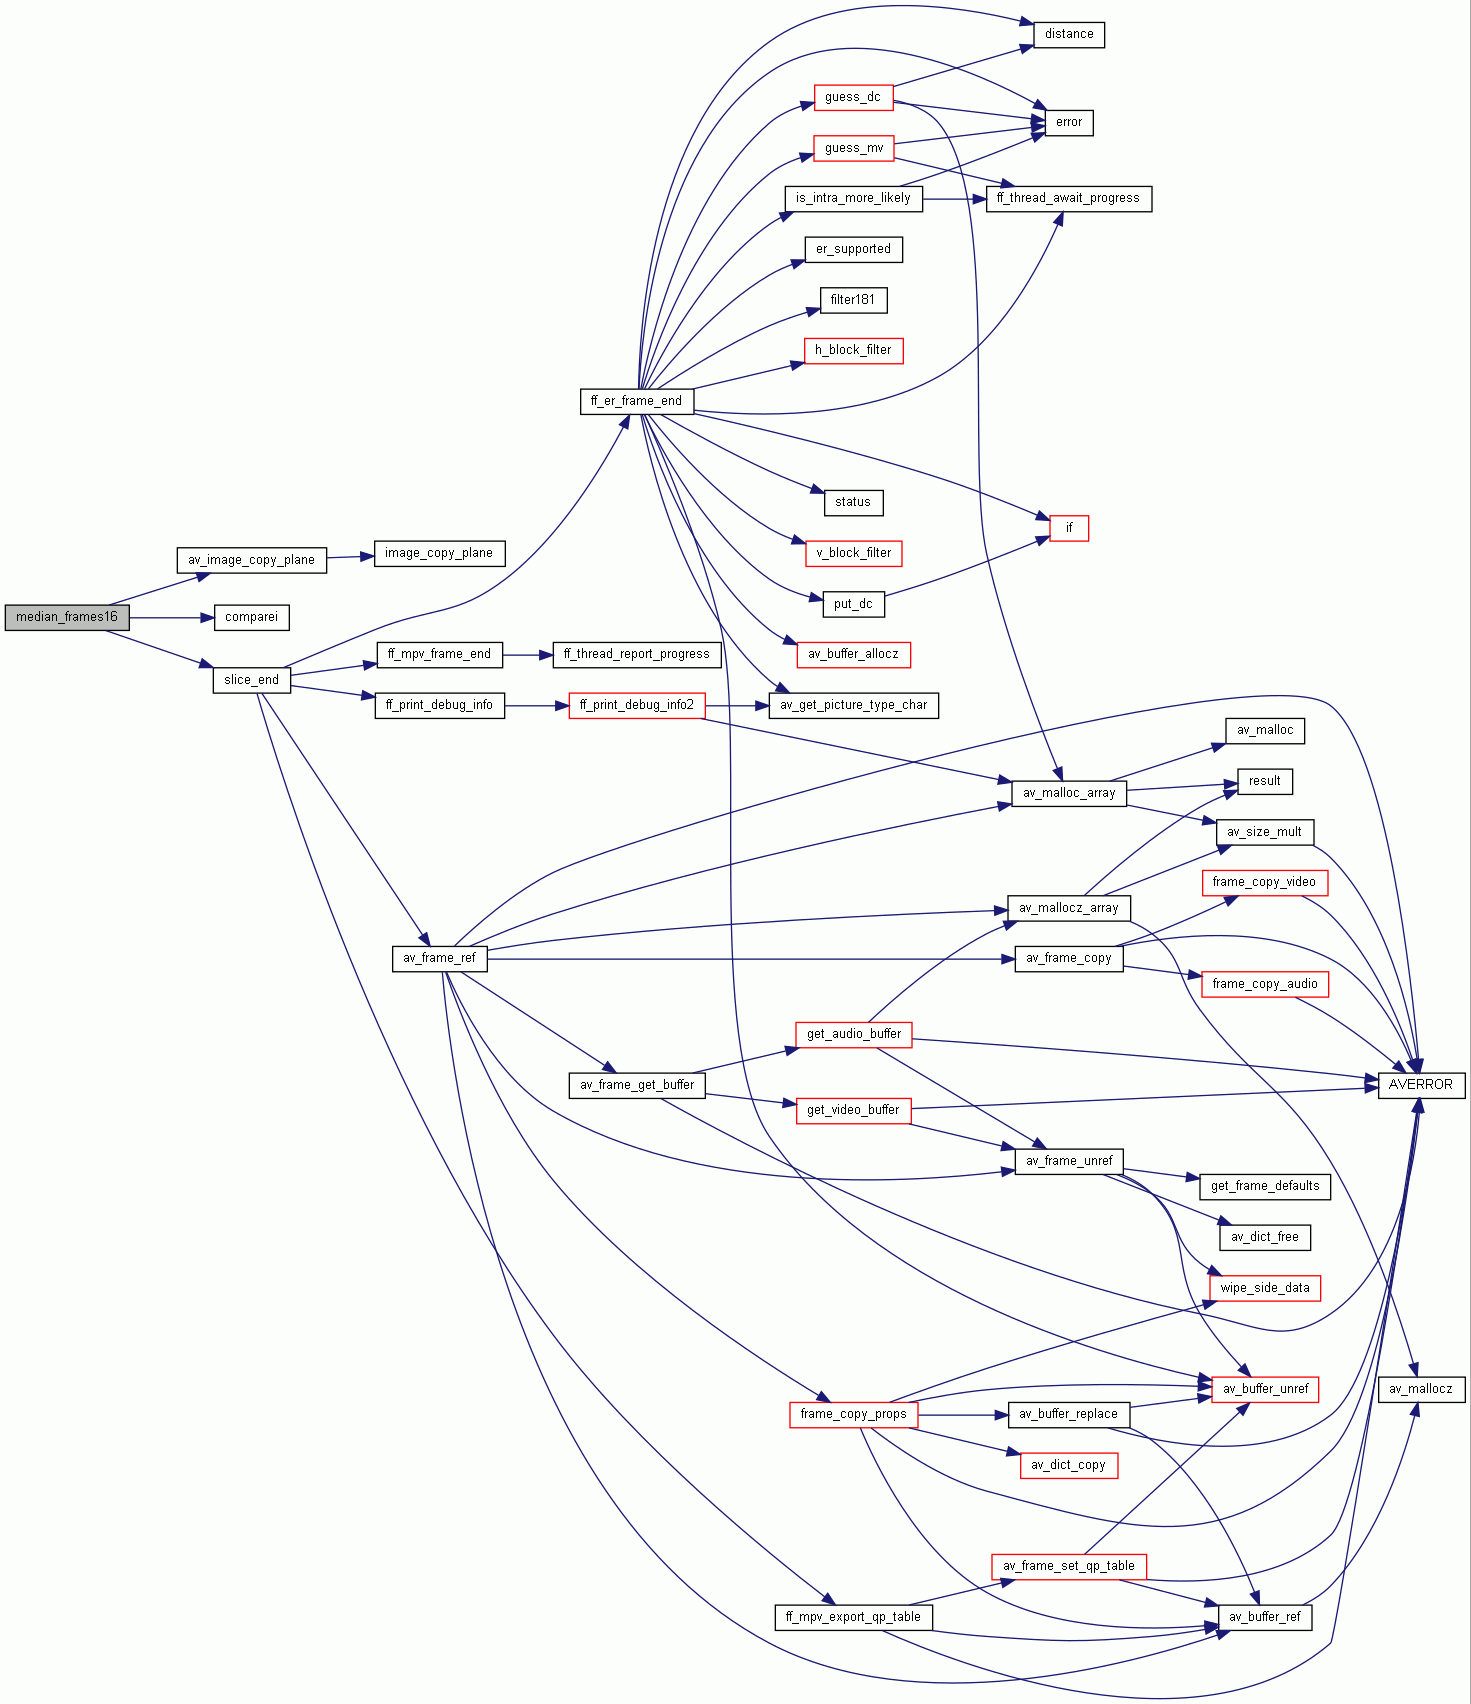 distance
guess_dc
error
guess_mv
is_intra_more_likely
ff_thread_await_progress
er_supported
filter181
h_block_filter
ff_er_frame_end
status
if
v_block_filter
av_image_copy_plane
image_copy_plane
median_frames16
comparei
put_dc
ff_mpv_frame_end
ff_thread_report_progress
av_buffer_allocz
slice_end
ff_print_debug_info
ff_print_debug_info2
av_get_picture_type_char
av_malloc
av_malloc_array
result
av_size_mult
frame_copy_video
av_mallocz_array
av_frame_ref
av_frame_copy
frame_copy_audio
get_audio_buffer
av_frame_get_buffer
AVERROR
get_video_buffer
av_frame_unref
get_frame_defaults
av_dict_free
wipe_side_data
av_buffer_unref
av_mallocz
frame_copy_props
av_buffer_replace
av_dict_copy
av_frame_set_qp_table
ff_mpv_export_qp_table
av_buffer_ref